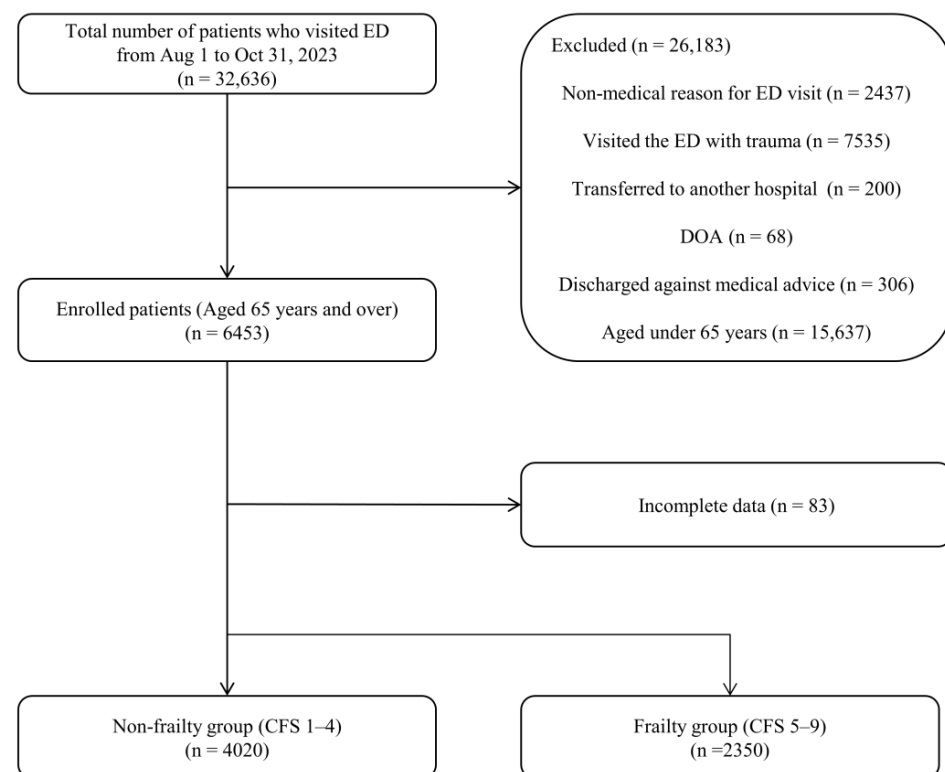 Total number of patients who visited ED
from Aug 1 to Oct 31, 2023
(n = 32,636)
Excluded (n = 26,183)
Non-medical reason for ED visit (n = 2437)
Visited the ED with trauma (n = 7535)
Transferred to another hospital (n = 200)
DOA (n = 68)
Discharged against medical advice (n = 306)
Aged under 65 years (n = 15,637)
Enrolled patients (Aged 65 years and over)
(n = 6453)
Incomplete data (n = 83)
Non-frailty group (CFS 1–4)
(n = 4020)
Frailty group (CFS 5–9)
(n =2350)